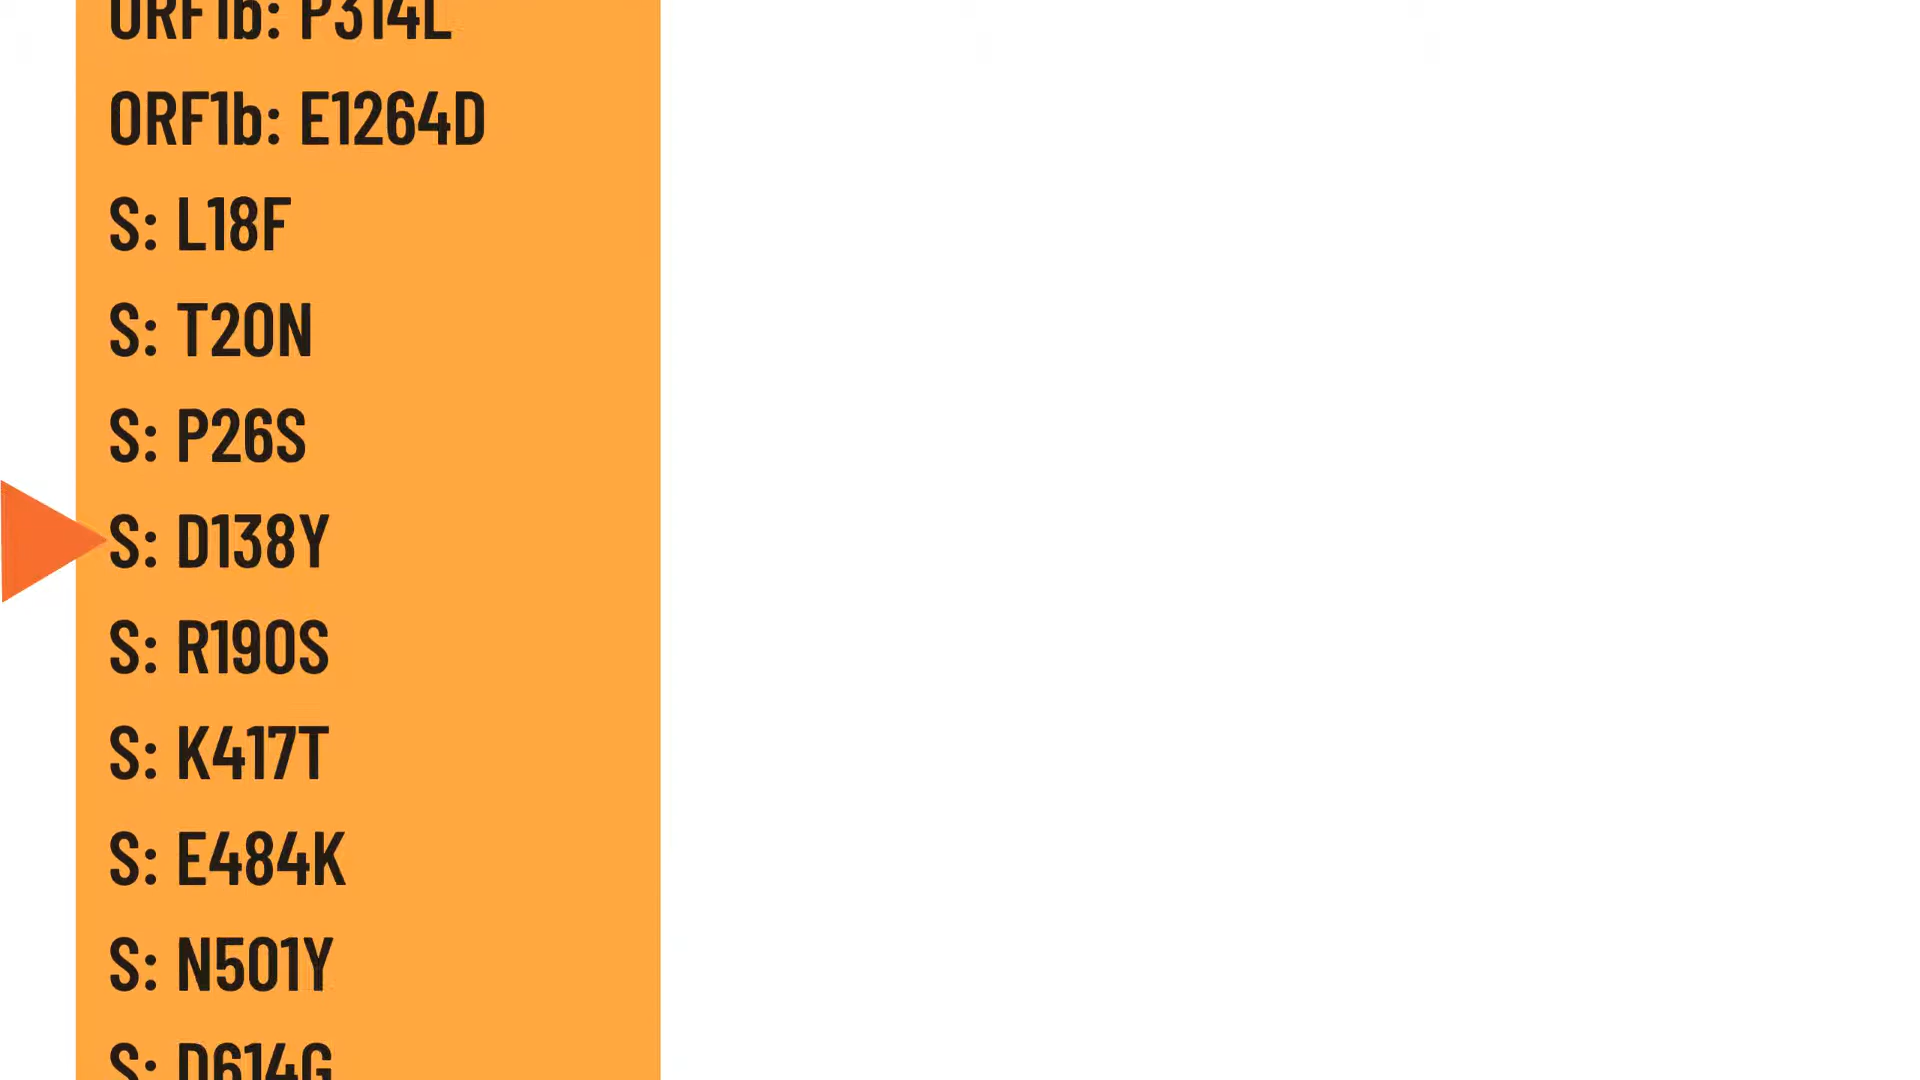 ORF1b: P314L
ORF1b: E1264D
S: L18F
S: T20N
S: P26S
S: D138Y
S: R190S
S: K417T
S: E484K
S: N501Y
S: D614G